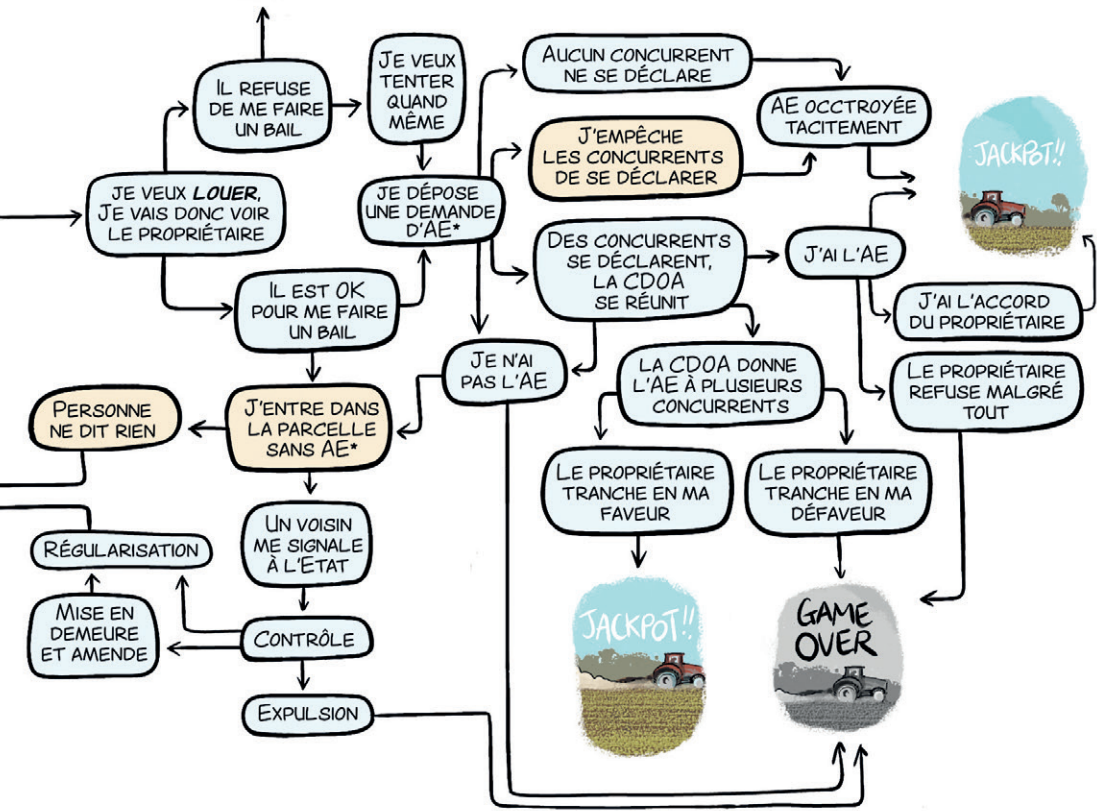 IL REFUSE
DE ME FAIRE
UN BAIL
JE VEUX
TENTER
QUAND
MÊME
AUCUN CONCURRENT
NE SE DÉCLARE
AE OCCTROYÉE
TACITEMENT
JACKPOT!!
J'EMPÊCHE
LES CONCURRENTS
DE SE DÉCLARER
JE VEUX LOUER,
JE VAIS DONC VOIR
LE PROPRIÉTAIRE
JE DÉPOSE
UNE DEMANDE
D'AE*
DES CONCURRENTS
SE DÉCLARENT,
LA CDOA
SE RÉUNIT
J'AI L'AE
IL EST OK
POUR ME FAIRE
UN BAIL
J'AI L'ACCORD
DU PROPRIÉTAIRE
JE N'AI
PAS L'AE
LA CDOA DONNE
L'AE À PLUSIEURS
CONCURRENTS
LE PROPRIÉTAIRE
REFUSE MALGRÉ
TOUT
PERSONNE
NE DIT RIEN
J'ENTRE DANS
LA PARCELLE
SANS AE*
LE PROPRIÉTAIRE
TRANCHE EN MA
FAVEUR
LE PROPRIÉTAIRE
TRANCHE EN MA
DÉFAVEUR
UN VOISIN
ME SIGNALE
À L'ETAT
RÉGULARISATION
MISE EN
DEMEURE
ET AMENDE
CONTRÔLE
JACKPOT!!
GAME
OVER
EXPULSION